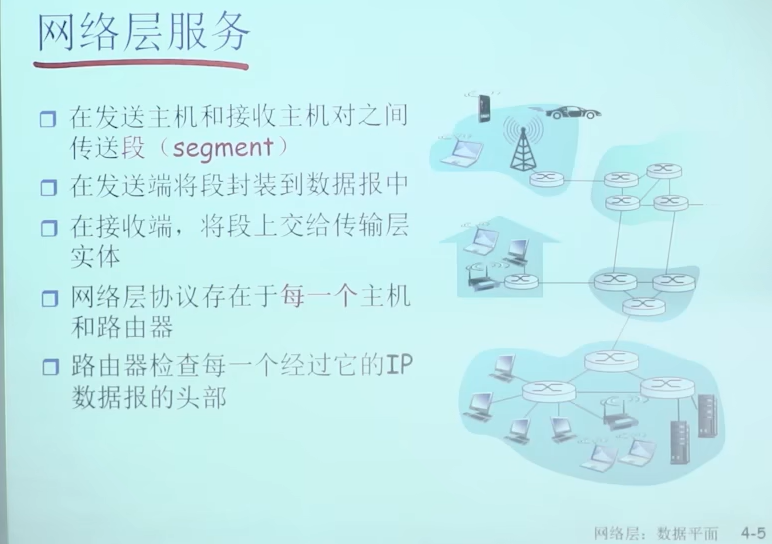 网络层服务
在发送主机和接收主机对之间
传送段（segment）
在发送端将段封装到数据报中
在接收端，将段上交给传输层
实体
网络层协议存在于每一个主机
和路由器
路由器检查每一个经过它的IP
数据报的头部
网络层：数据平面 4-5